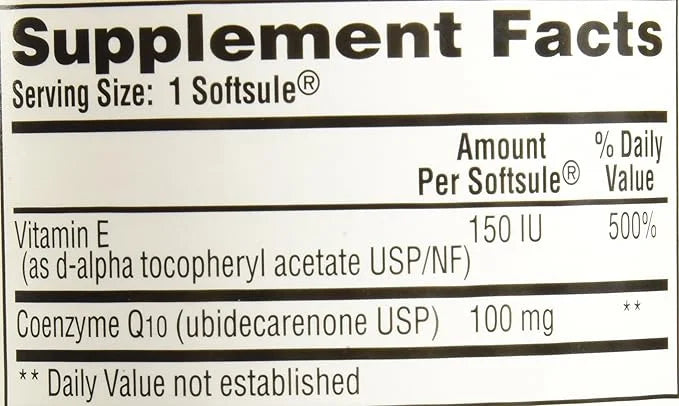 Supplement Facts
Serving Size: 1 Softsule®
Amount % Daily
Per Softsule® Value
Vitamin E 150 IU 500%
(as d-alpha tocopheryl acetate USP/NF)
Coenzyme Q10 (ubidecarenone USP) 100 mg **
** Daily Value not established